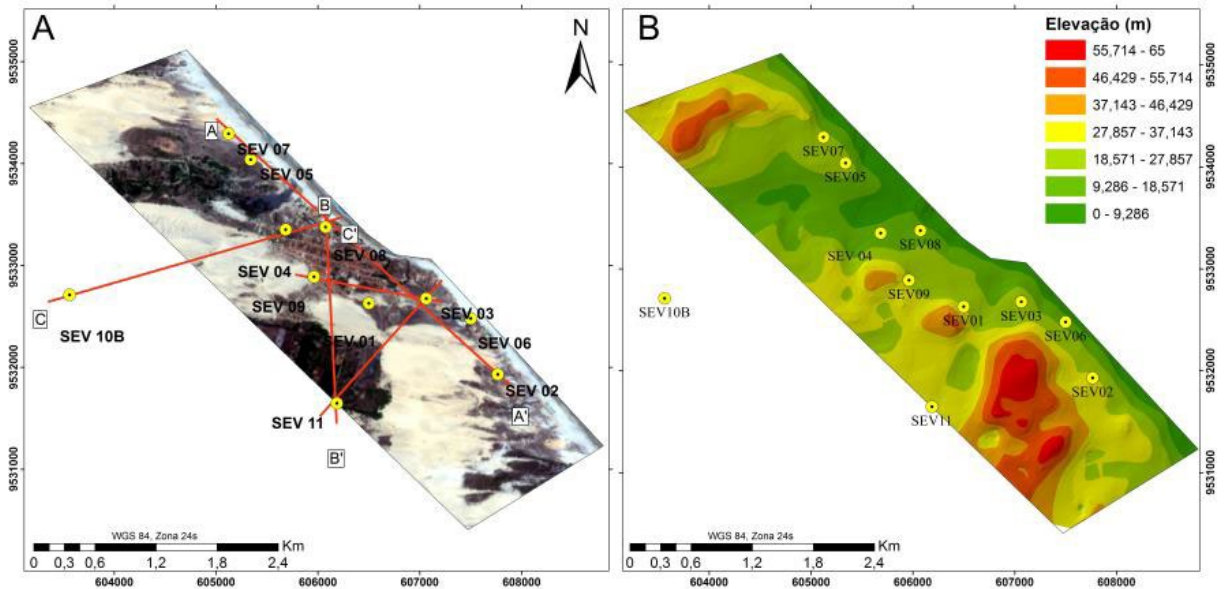 A
N
A
SEV 07
SEV 05
B
C'
SEV 08
SEV 04
SEV 09
SEV 03
SEV 01
SEV 06
SEV 02
C
SEV 10B
SEV 11
A'
B'
WGS 84, Zona 24s
Km
0 0,3 0,6 1,2 1,8 2,4
604000 605000 606000 607000 608000
9535000
9534000
9533000
9532000
9531000
B
Elevação (m)
55,714 - 65
46,429 - 55,714
37,143 - 46,429
27,857 - 37,143
18,571 - 27,857
9,286 - 18,571
0 - 9,286
SEV07
SEV05
SEV08
SEV 04
SEV09
SEV10B
SEV01
SEV03
SEV06
SEV02
SEV11
WGS 84, Zona 24s
Km
0 0,3 0,6 1,2 1,8 2,4
604000 605000 606000 607000 608000
9535000
9534000
9533000
9532000
9531000